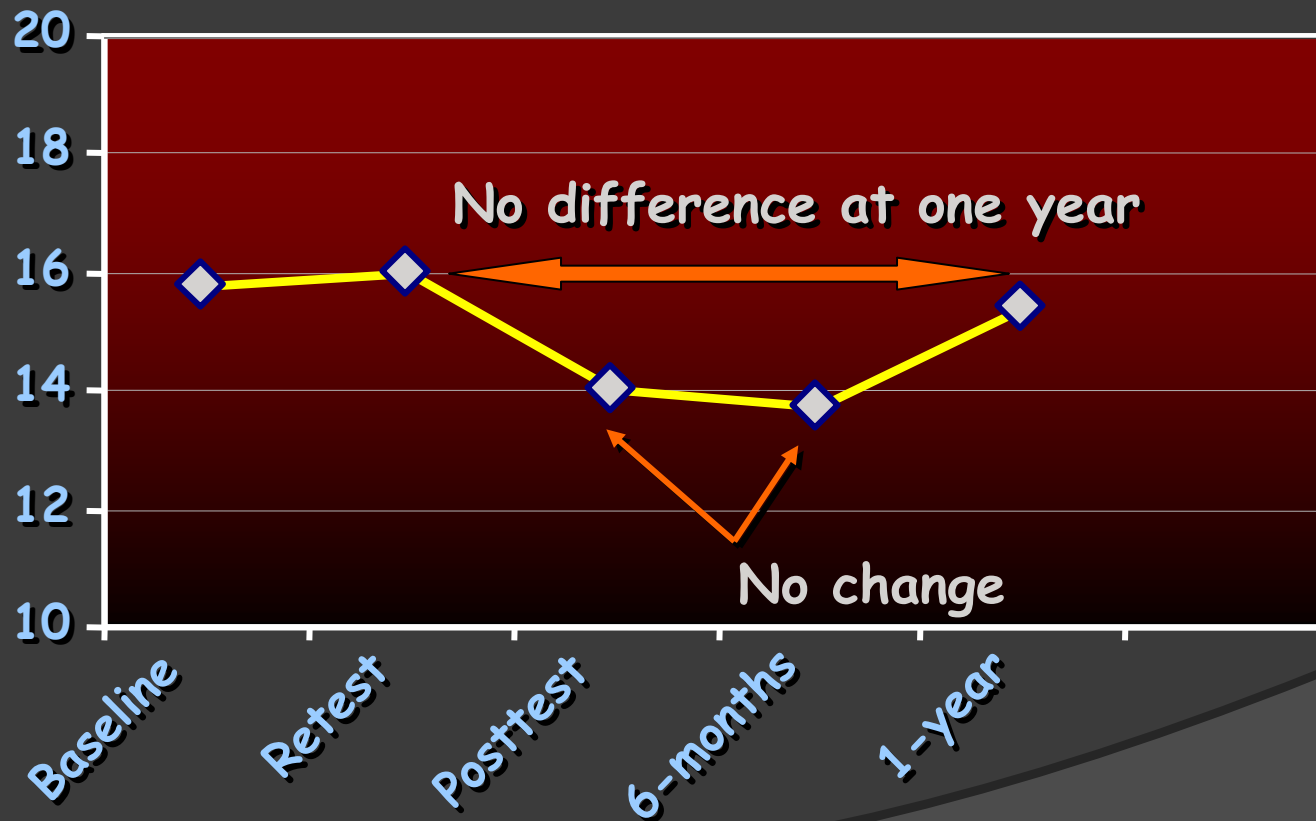 20
18
No difference at one year
16
14
12
No change
10
Baseline
Retest
Posttest
6-months
1-year